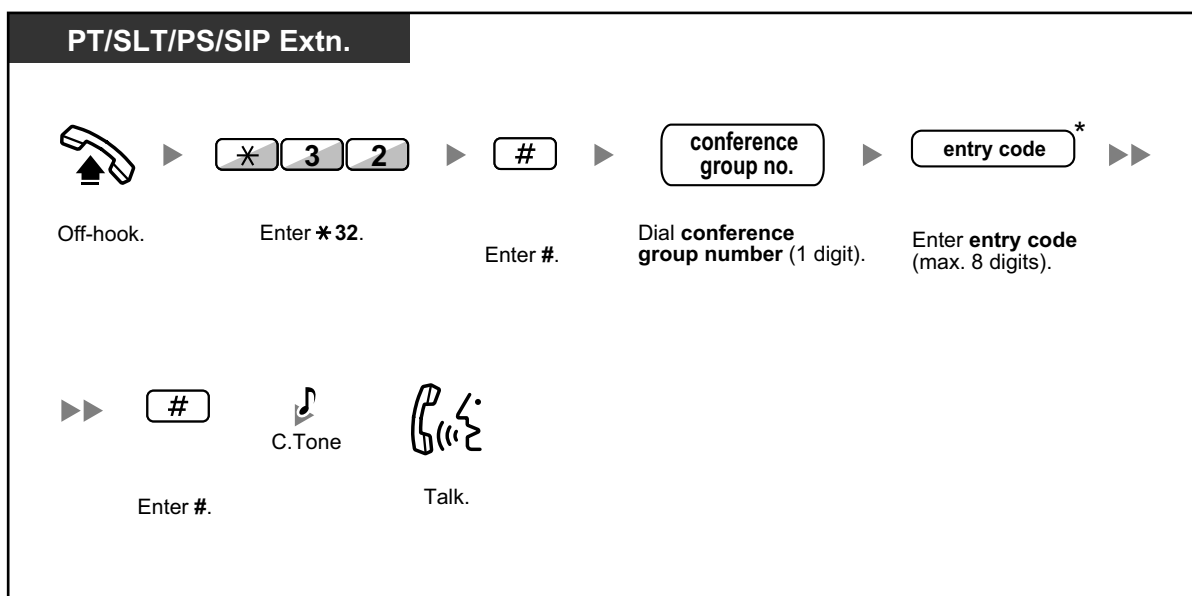 PT/SLT/PS/SIP Extn.
* 3 2
#
conference
group no.
entry code*
Off-hook.
Enter *32.
Enter #.
Dial conference
group number (1 digit).
Enter entry code
(max. 8 digits).
#
C.Tone
Enter #.
Talk.